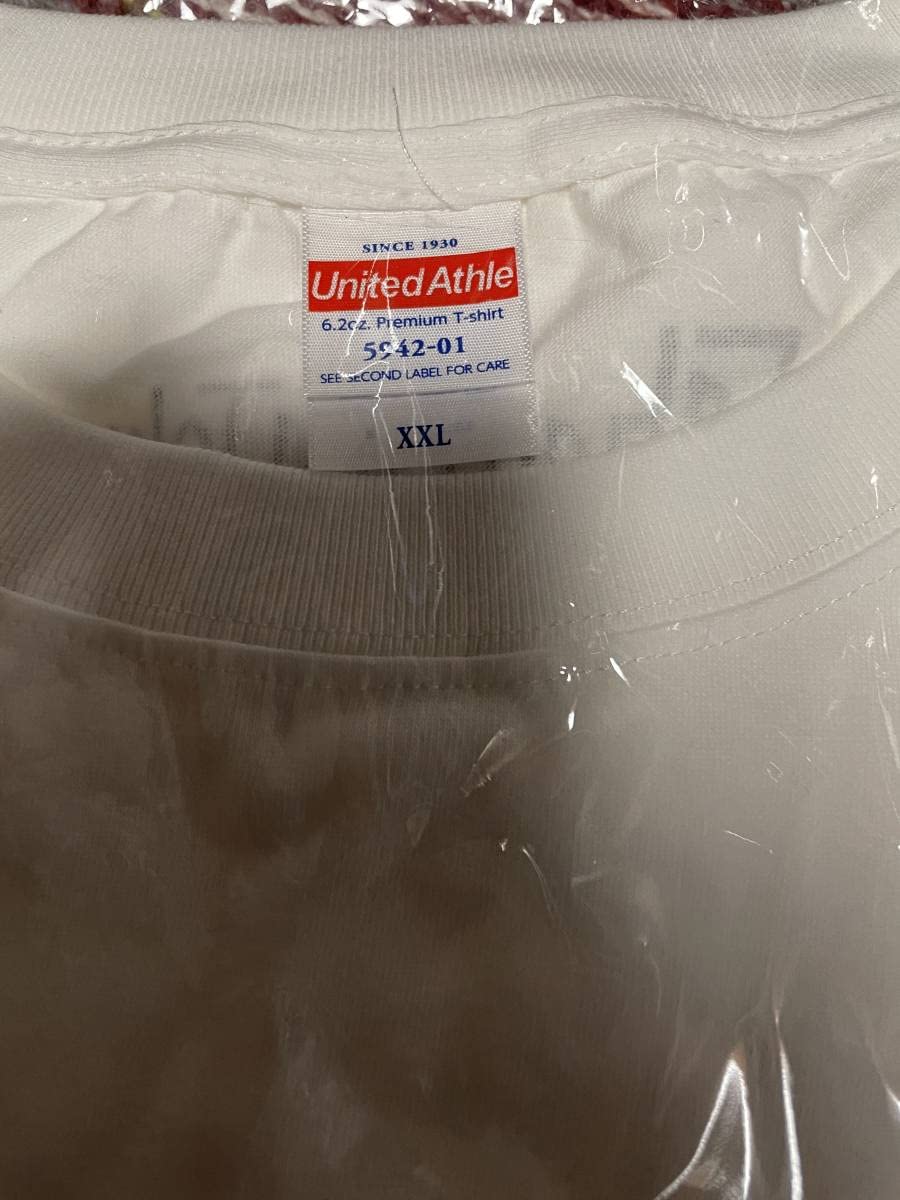 SINCE 1930
United Athle
6.2oz. Premium T-shirt
5942-01
SEE SECOND LABEL FOR CARE
XXL